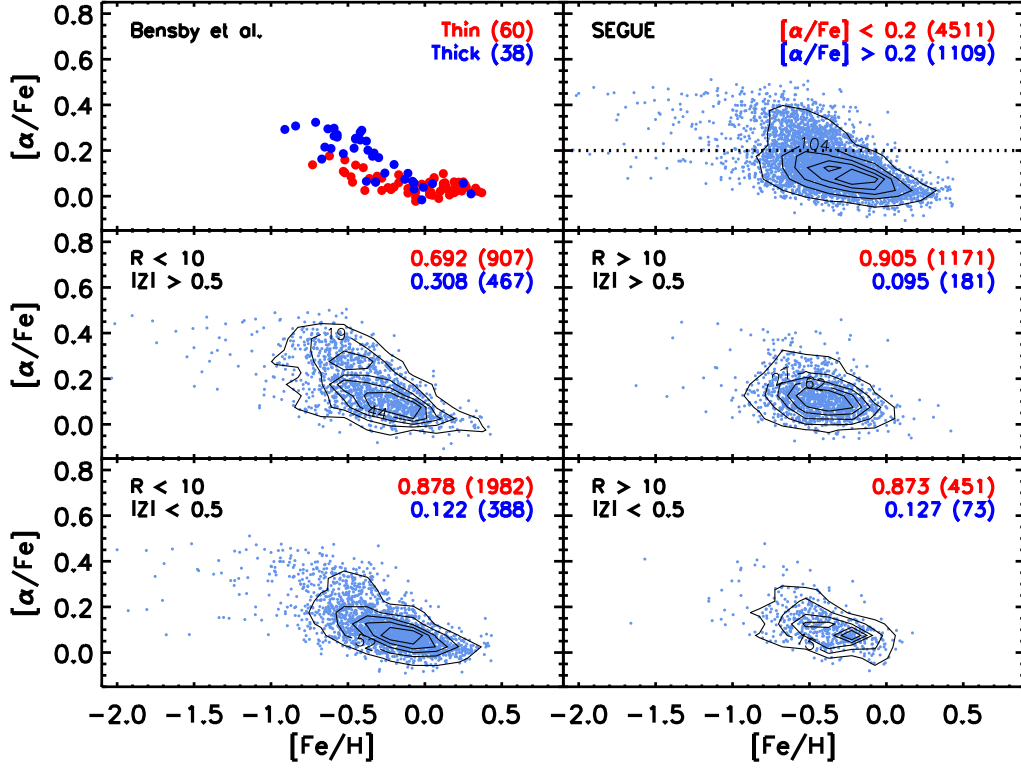 Bensby et al.
Thin (60)
Thick (38)
SEGUE
[α/Fe] < 0.2 (4511)
[α/Fe] > 0.2 (1109)
104
0.8
0.6
0.4
0.2
0.0
[α/Fe]
R < 10
|Z| > 0.5
0.692 (907)
0.308 (467)
19
44
R > 10
|Z| > 0.5
0.905 (1171)
0.095 (181)
21
62
0.8
0.6
0.4
0.2
0.0
[α/Fe]
R < 10
|Z| < 0.5
0.878 (1982)
0.122 (388)
52
R > 10
|Z| < 0.5
0.873 (451)
0.127 (73)
75
0.8
0.6
0.4
0.2
0.0
[α/Fe]
−2.0 −1.5 −1.0 −0.5 0.0 0.5
−2.0 −1.5 −1.0 −0.5 0.0 0.5
[Fe/H]
[Fe/H]